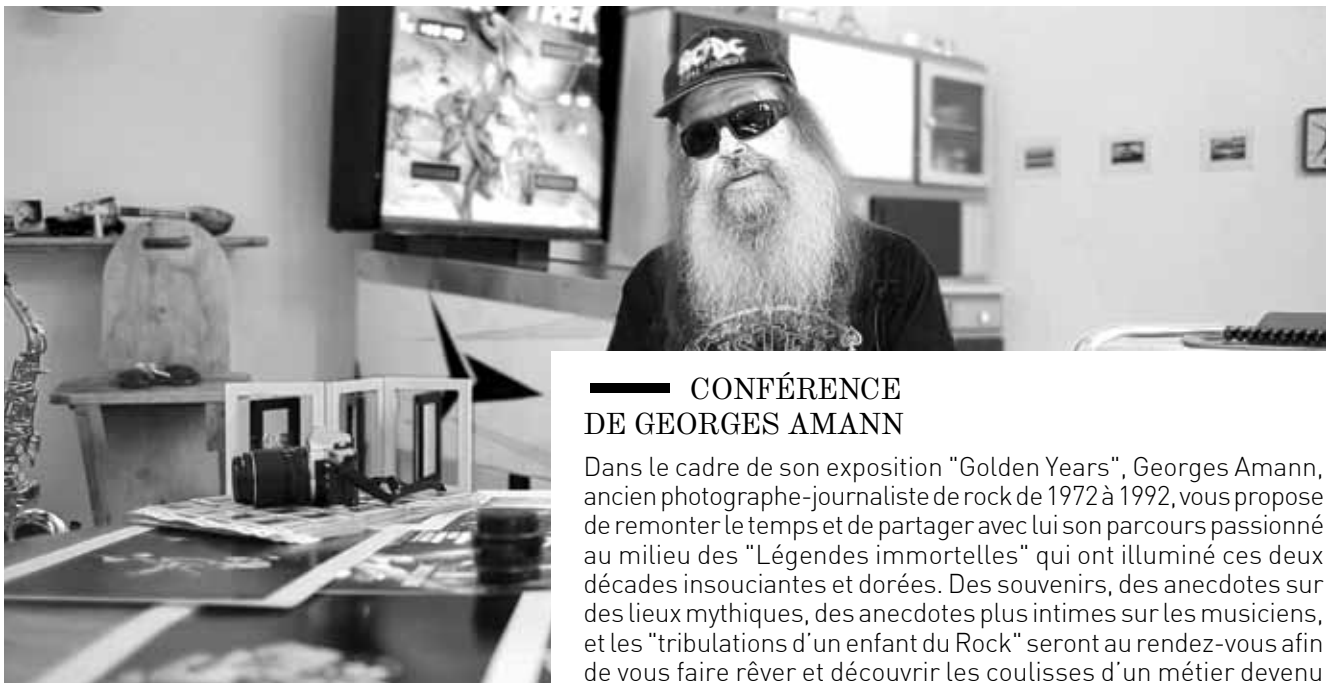 TREK
AC/DC
CONFÉRENCE
DE GEORGES AMANN
Dans le cadre de son exposition "Golden Years", Georges Amann,
ancien photographe-journaliste de rock de 1972 à 1992, vous propose
de remonter le temps et de partager avec lui son parcours passionné
au milieu des "Légendes immortelles" qui ont illuminé ces deux
décades insouciantes et dorées. Des souvenirs, des anecdotes sur
des lieux mythiques, des anecdotes plus intimes sur les musiciens,
et les "tribulations d’un enfant du Rock" seront au rendez-vous afin
de vous faire rêver et découvrir les coulisses d’un métier devenu